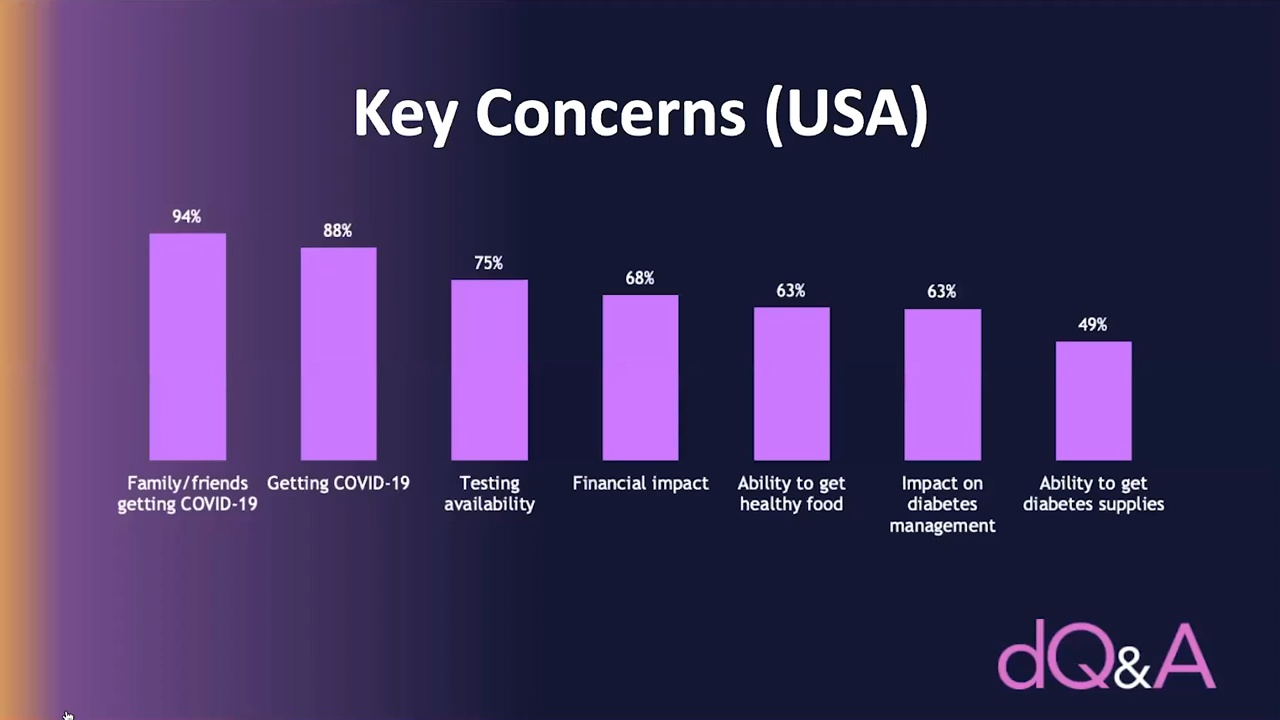 Key Concerns (USA)
94%
88%
75%
68%
63%
63%
49%
Family/friends
getting COVID-19
Getting COVID-19
Testing
availability
Financial impact
Ability to get
healthy food
Impact on
diabetes
management
Ability to get
diabetes supplies
dQ&A